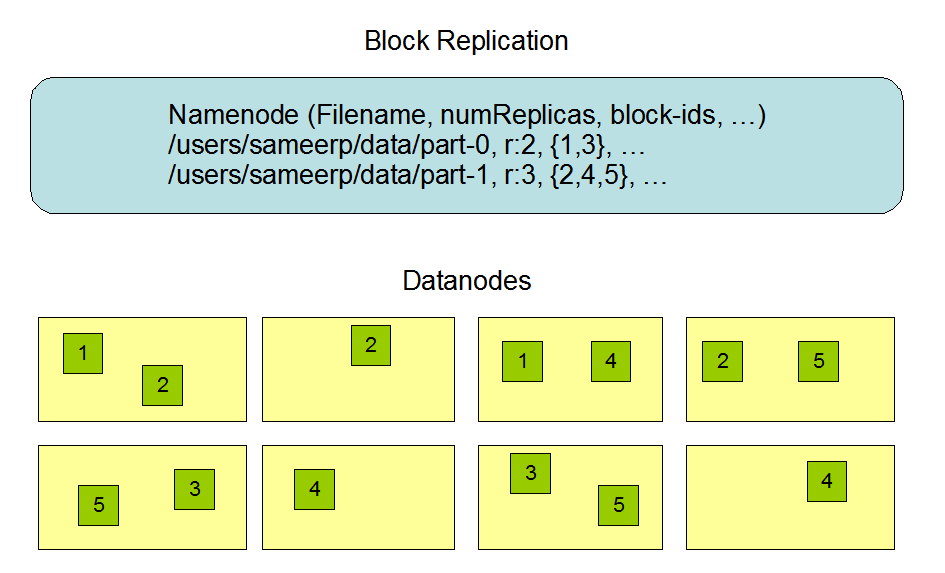 Block Replication
Namenode (Filename, numReplicas, block-ids, …)
/users/sameerp/data/part-0, r:2, {1,3}, …
/users/sameerp/data/part-1, r:3, {2,4,5}, …
Datanodes
1
2
2
1
4
2
5
5
3
4
3
5
4